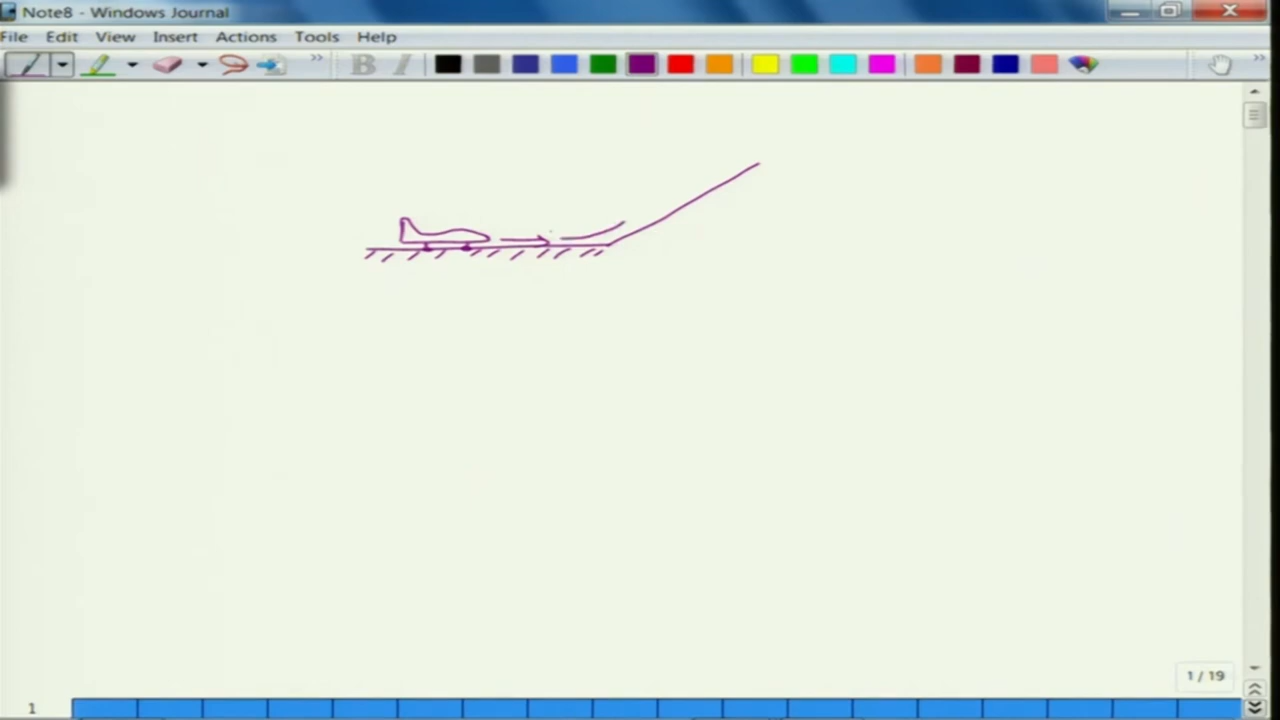 Note8 - Windows Journal
File Edit View Insert Actions Tools Help
B I
1 / 19
1